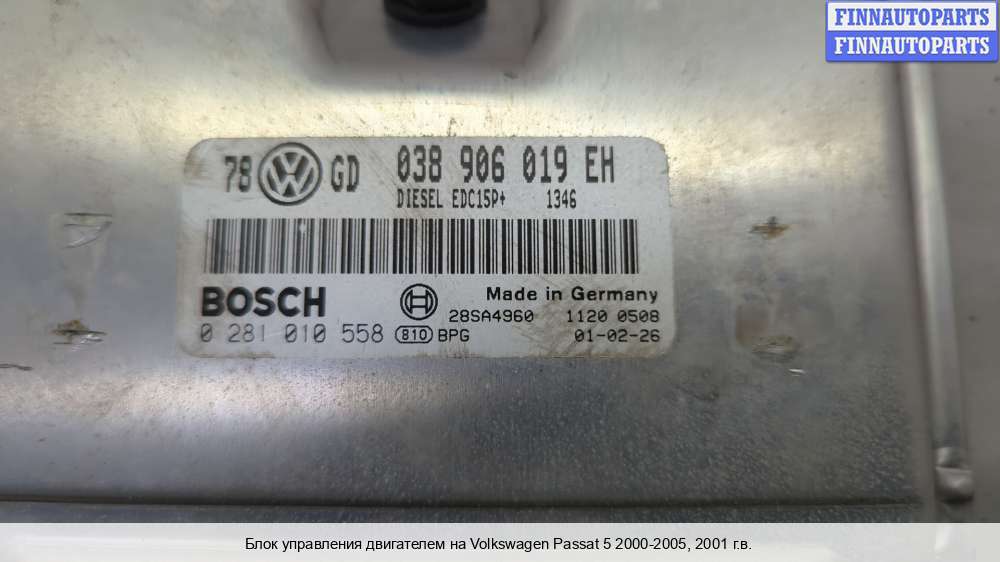 FINNAUTOPARTS
FINNAUTOPARTS
78 GD 038 906 019 EH
DIESEL EDC15P+ 1346
BOSCH Made in Germany
28SA4960 1120 0508
0 281 010 558 810 BPG 01-02-26
Блок управления двигателем на Volkswagen Passat 5 2000-2005, 2001 г.в.